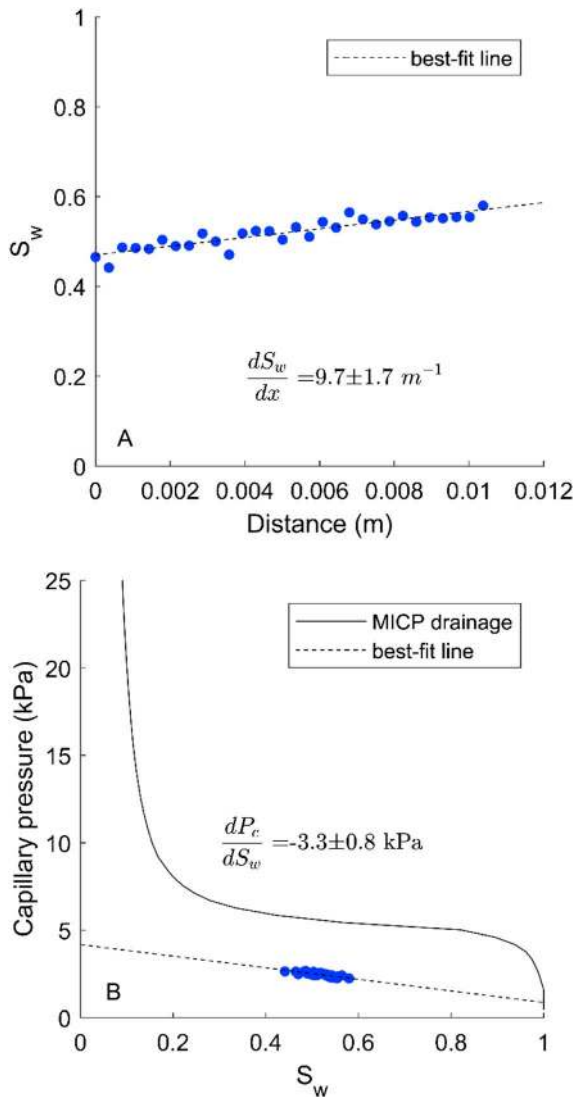 1
0.8
0.6
0.4
0.2
0
S_w
best-fit line
dS_w
dx
=9.7±1.7 m^{-1}
A
0 0.002 0.004 0.006 0.008 0.01 0.012
Distance (m)
25
20
15
10
5
0
Capillary pressure (kPa)
MICP drainage
best-fit line
dP_c
dS_w
=-3.3±0.8 kPa
B
0 0.2 0.4 0.6 0.8 1
S_w